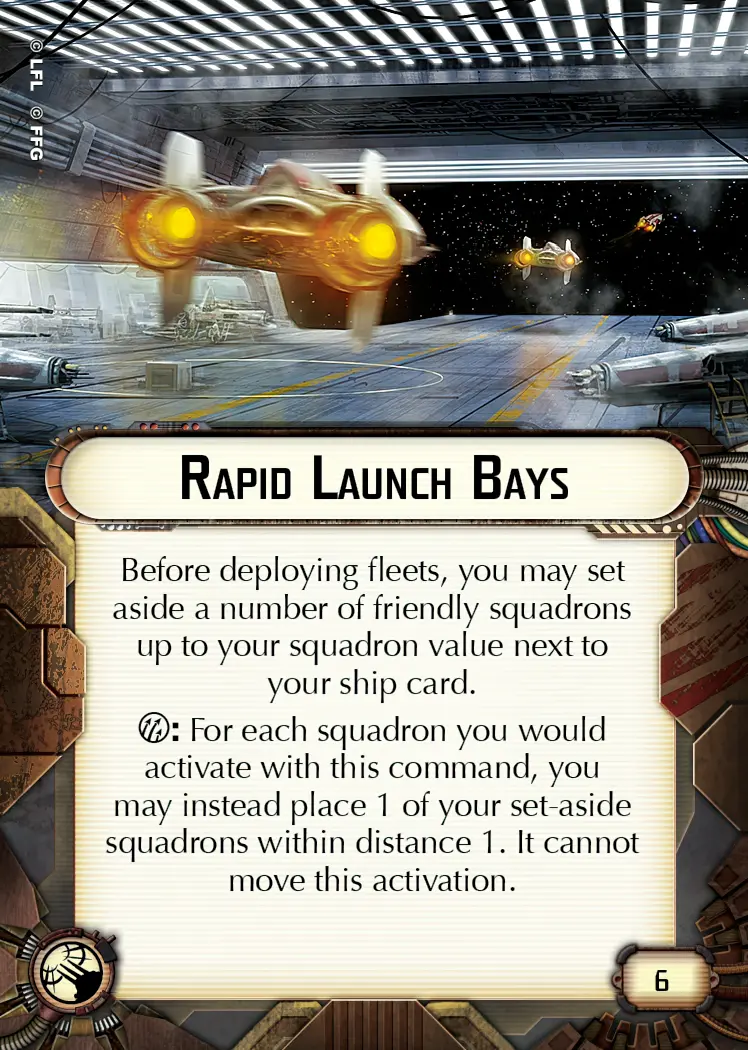 © LFL © FFG
Rapid Launch Bays
Before deploying fleets, you may set
aside a number of friendly squadrons
up to your squadron value next to
your ship card.
: For each squadron you would
activate with this command, you
may instead place 1 of your set-aside
squadrons within distance 1. It cannot
move this activation.
6